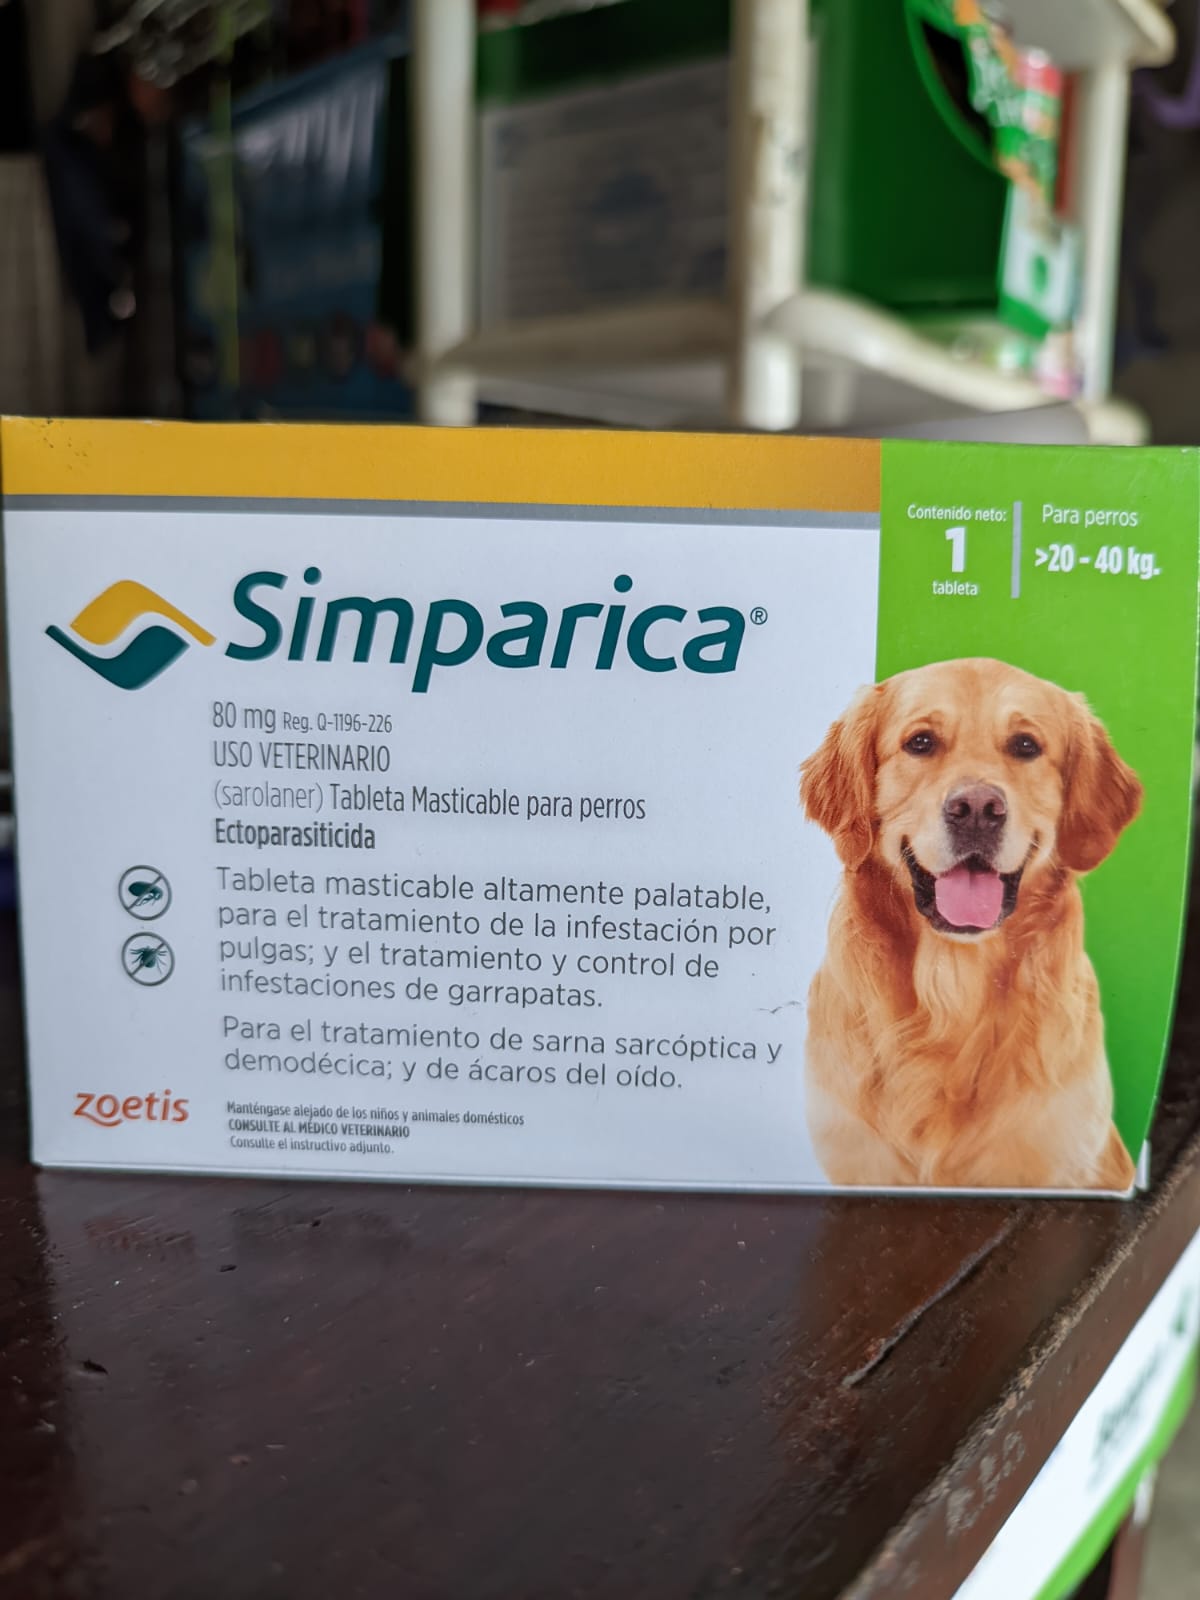 Contenido neto:
1
tableta
Para perros
>20 - 40 kg.
Simparica®
80 mg Reg. Q-1196-226
USO VETERINARIO
(sarolaner) Tableta Masticable para perros
Ectoparasiticida
Tableta masticable altamente palatable,
para el tratamiento de la infestación por
pulgas; y el tratamiento y control de
infestaciones de garrapatas.
Para el tratamiento de sarna sarcóptica y
demodécica; y de ácaros del oído.
zoetis
Manténgase alejado de los niños y animales domésticos
CONSULTE AL MÉDICO VETERINARIO
Consulte el instructivo adjunto.